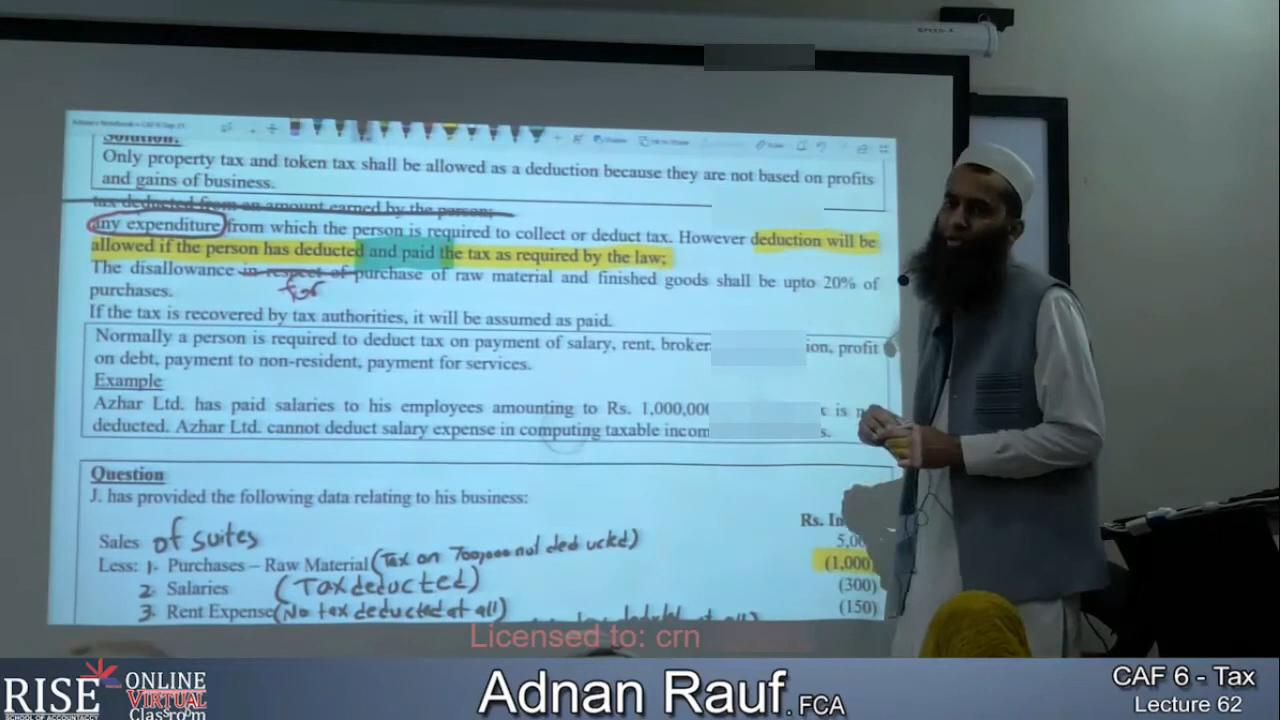 Solution:
Only property tax and token tax shall be allowed as a deduction because they are not based on profits
and gains of business.
tax deducted from an amount earned by the person;
any expenditure from which the person is required to collect or deduct tax. However deduction will be
allowed if the person has deducted and paid the tax as required by the law;
The disallowance in respect of purchase of raw material and finished goods shall be upto 20% of
for
purchases.
If the tax is recovered by tax authorities, it will be assumed as paid.
Normally a person is required to deduct tax on payment of salary, rent, broker ion, profit
on debt, payment to non-resident, payment for services.
Example
Azhar Ltd. has paid salaries to his employees amounting to Rs. 1,000,00 is
deducted. Azhar Ltd. cannot deduct salary expense in computing taxable incom s.
Question
J. has provided the following data relating to his business:
Rs. In
Sales of suites 5,0
Less: 1- Purchases – Raw Material (Tax on 700,000 not deducted) (1,000)
2. Salaries (Tax deducted) (300)
3. Rent Expense (No tax deducted at all) (150)
Licensed to: crn
RISE
SCHOOL OF ACCOUNTANCY
ONLINE
VIRTUAL
Classroom
Adnan Rauf. FCA
CAF 6 - Tax
Lecture 62